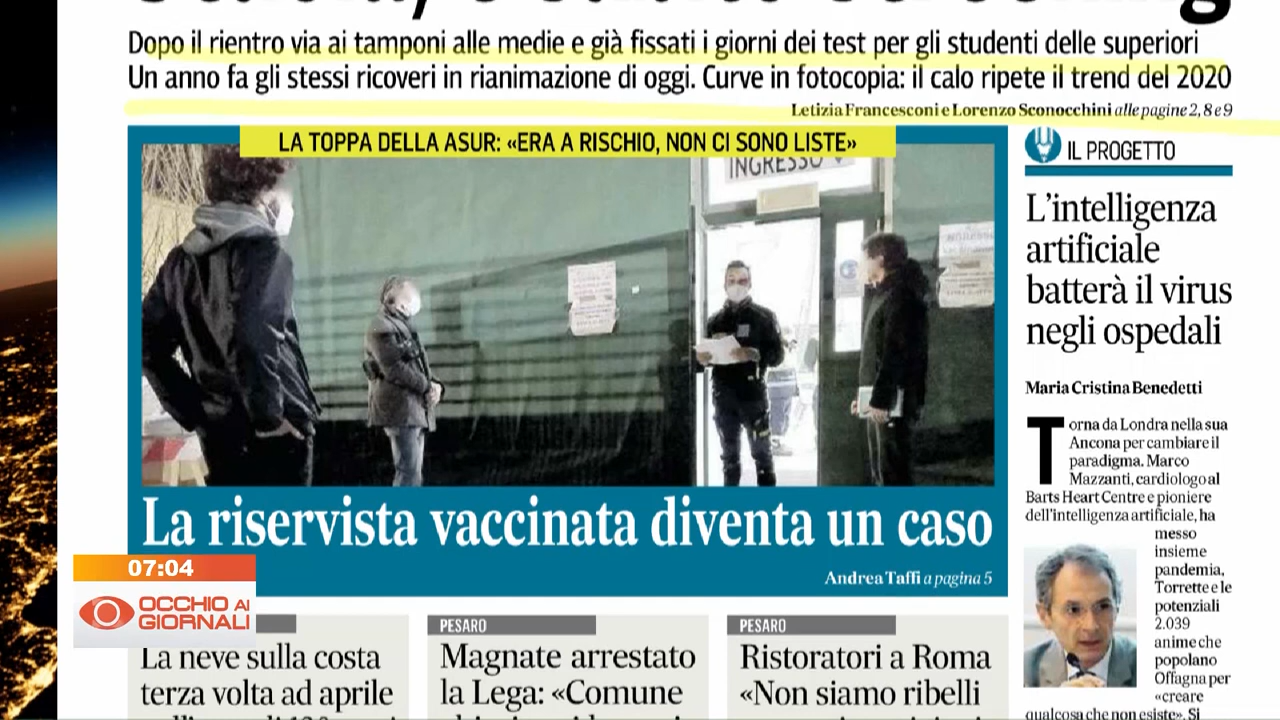 Dopo il rientro via ai tamponi alle medie e già fissati i giorni dei test per gli studenti delle superiori
Un anno fa gli stessi ricoveri in rianimazione di oggi. Curve in fotocopia: il calo ripete il trend del 2020
Letizia Francesconi e Lorenzo Sconocchini alle pagine 2, 8 e 9
LA TOPPA DELLA ASUR: «ERA A RISCHIO, NON CI SONO LISTE»
INGRESSO
La riservista vaccinata diventa un caso
Andrea Taffi a pagina 5
IL PROGETTO
L'intelligenza
artificiale
batterà il virus
negli ospedali
Maria Cristina Benedetti
Torna da Londra nella sua
Ancona per cambiare il
paradigma. Marco
Mazzanti, cardiologo al
Barts Heart Centre e pioniere
dell'intelligenza artificiale, ha
messo
insieme
pandemia,
Torrette e le
potenziali
2.039
anime che
popolano
Offagna per
«creare
qualcosa che non esiste». Si
07:04
OCCHIO AI
GIORNALI
La neve sulla costa
terza volta ad aprile
PESARO
Magnate arrestato
la Lega: «Comune
PESARO
Ristoratori a Roma
«Non siamo ribelli